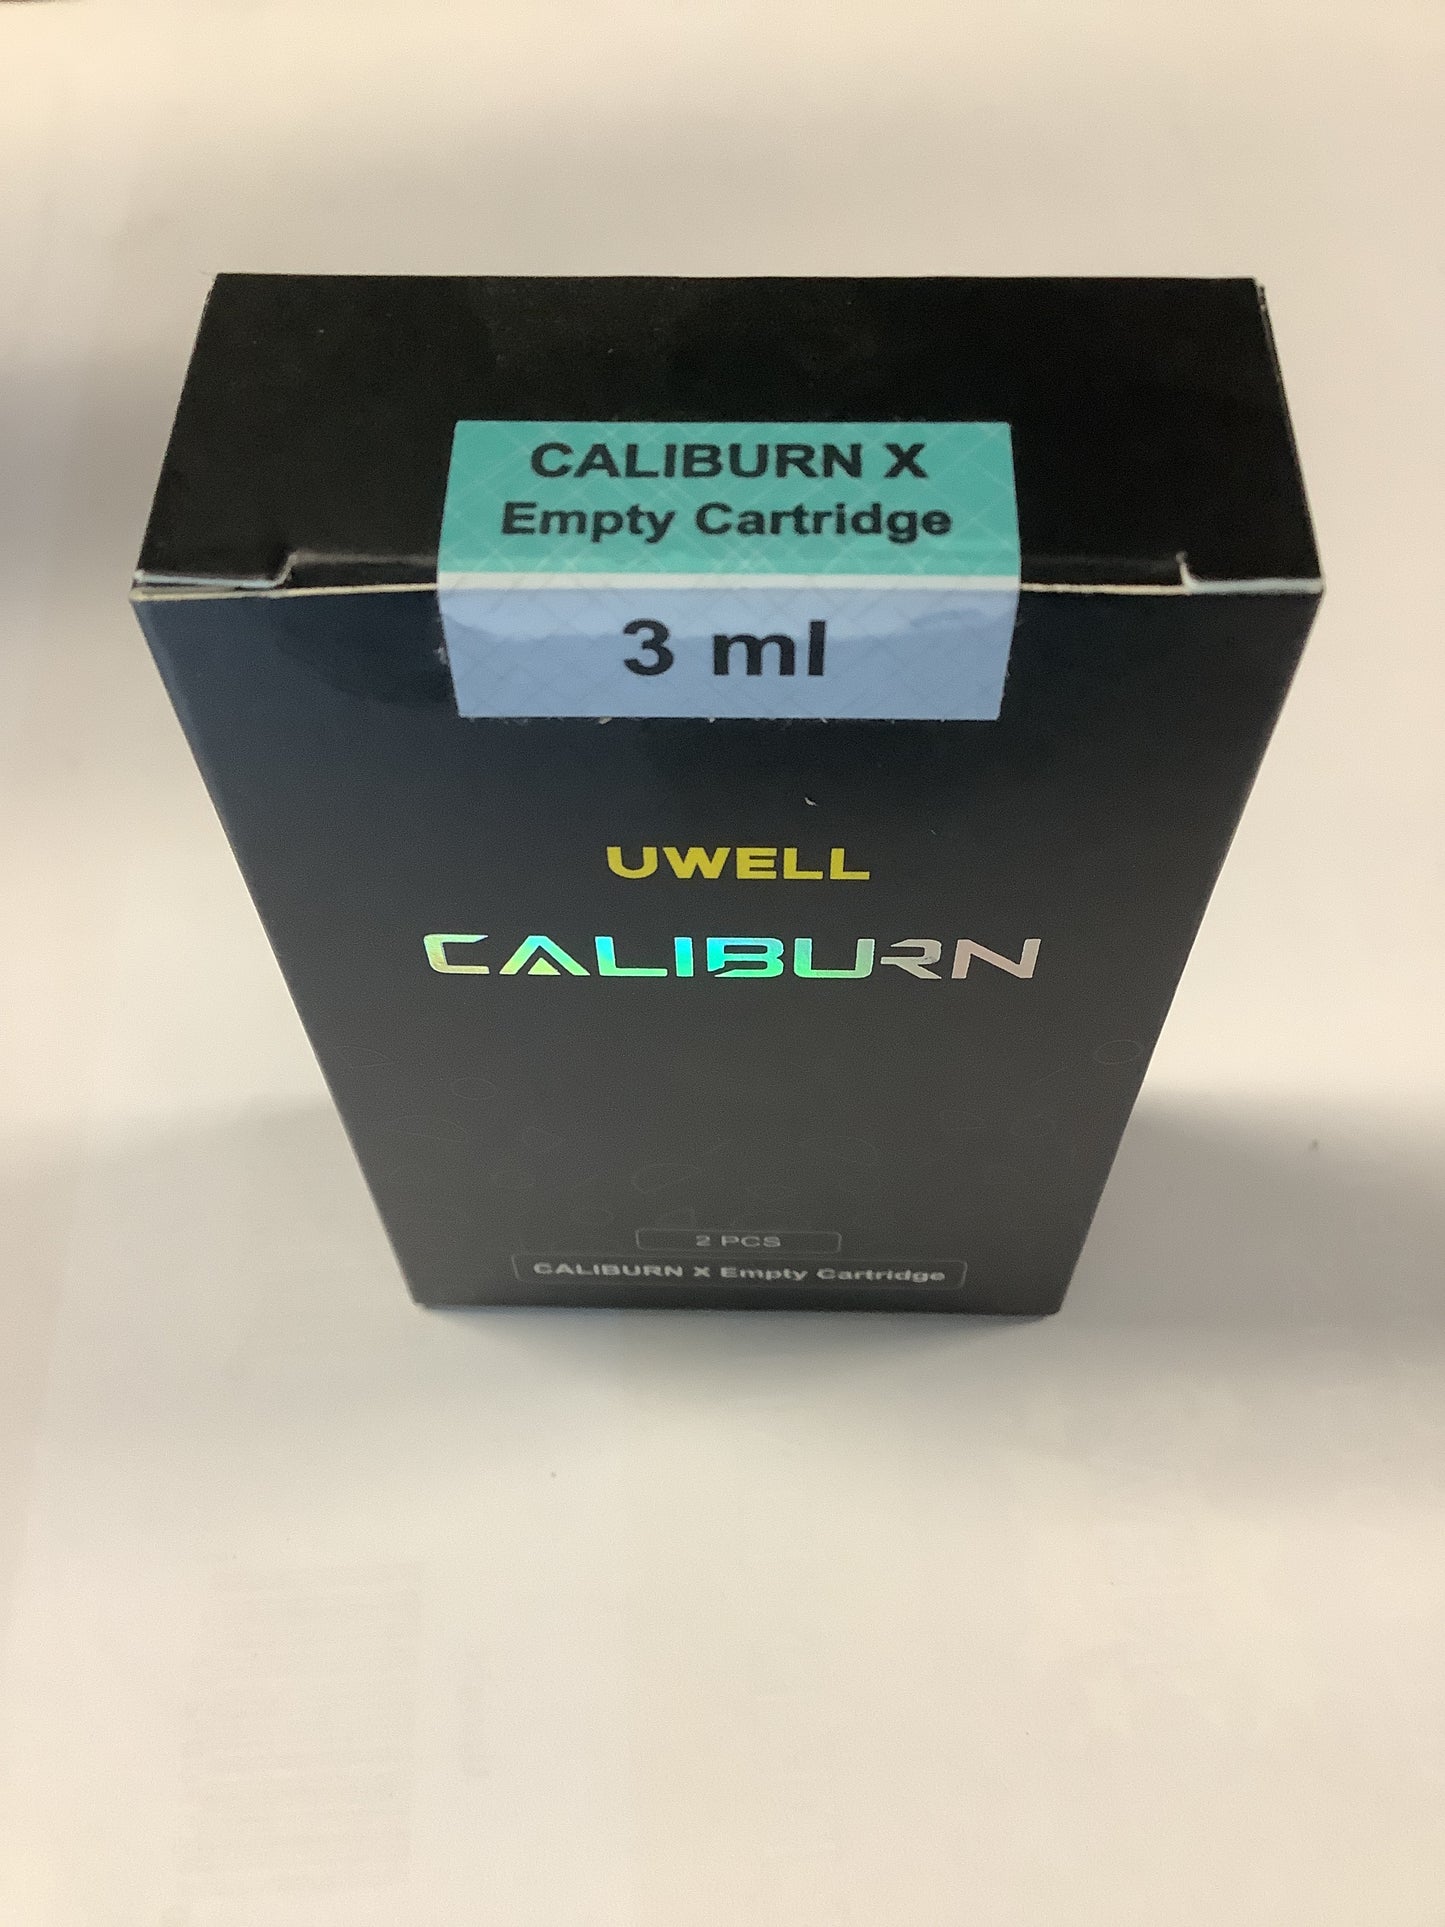 CALIBURN X
Empty Cartridge
3 ml
UWELL
CALIBURN
2 PCS
CALIBURN X Empty Cartridge